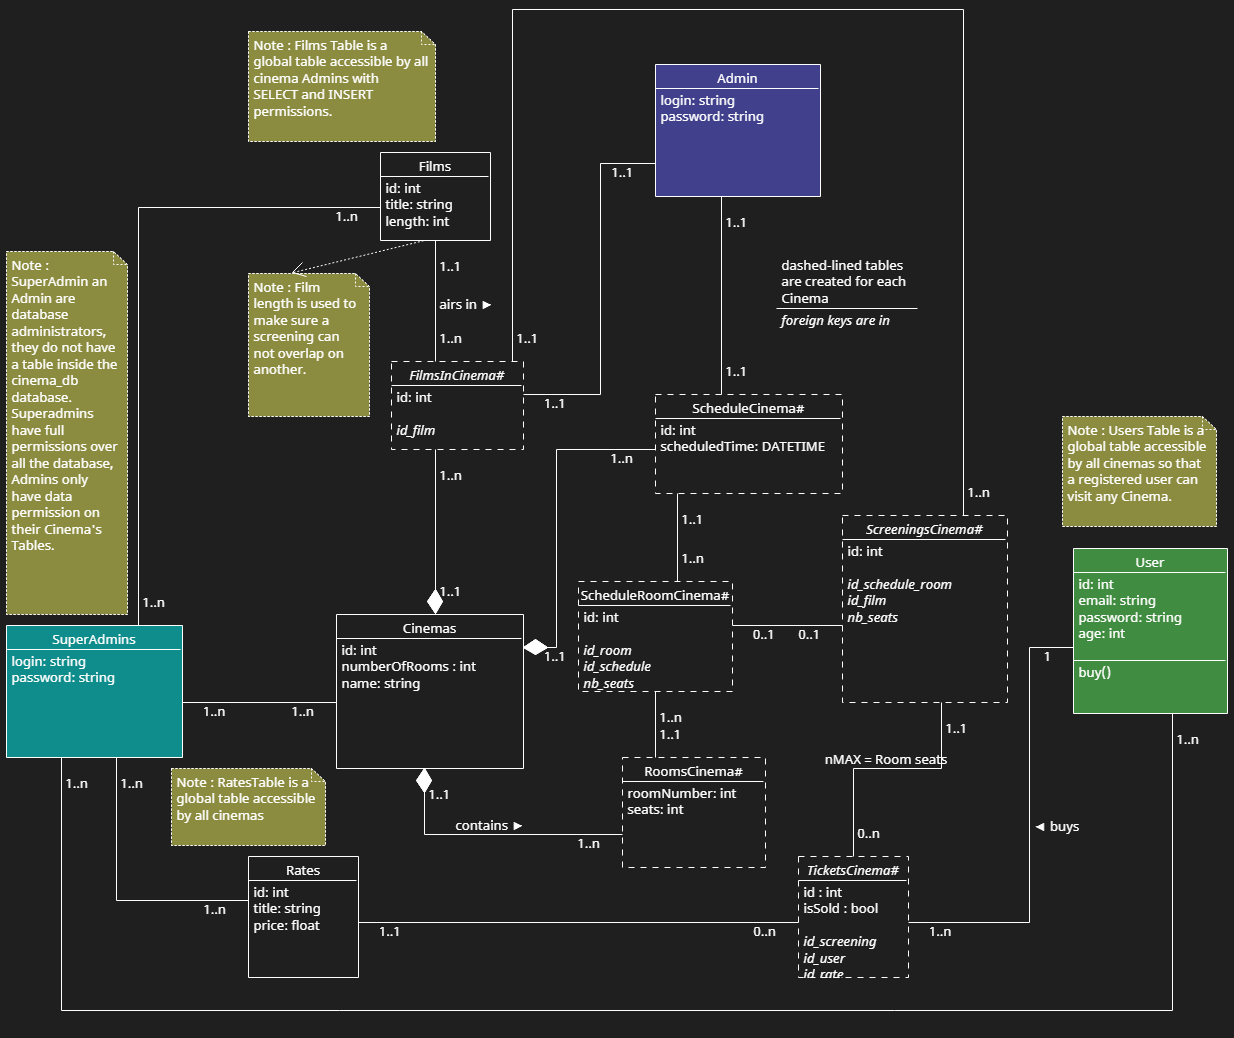 Note : Films Table is a
global table accessible by all
cinema Admins with
SELECT and INSERT
permissions.
Admin
login: string
password: string
Films
id: int
title: string
length: int
1..n
1..1
1..1
1..1
airs in ►
1..n
1..1
Note : Film
length is used to
make sure a
screening can
not overlap on
another.
Note :
SuperAdmin an
Admin are
database
administrators,
they do not have
a table inside the
cinema_db
database.
Superadmins
have full
permissions over
all the database,
Admins only
have data
permission on
their Cinema's
Tables.
dashed-lined tables
are created for each
Cinema
foreign keys are in
FilmsInCinema#
id: int
id_film
1..1
1..1
ScheduleCinema#
id: int
scheduledTime: DATETIME
1..n
1..n
1..n
1..1
1..n
Note : Users Table is a
global table accessible
by all cinemas so that
a registered user can
visit any Cinema.
ScreeningsCinema#
id: int
id_schedule_room
id_film
nb_seats
User
id: int
email: string
password: string
age: int
buy()
ScheduleRoomCinema#
id: int
id_room
id_schedule
nb_seats
0..1
0..1
1..n
1..1
SuperAdmins
login: string
password: string
Cinemas
id: int
numberOfRooms : int
name: string
1..1
1..n
1..n
1
1..n
1..n
1..1
1..1
nMAX = Room seats
1..n
1..n
Note : RatesTable is a
global table accessible
by all cinemas
1..1
contains ►
1..n
RoomsCinema#
roomNumber: int
seats: int
0..n
◄ buys
Rates
id: int
title: string
price: float
1..n
1..1
0..n
TicketsCinema#
id : int
isSold : bool
id_screening
id_user
id_rate
1..n